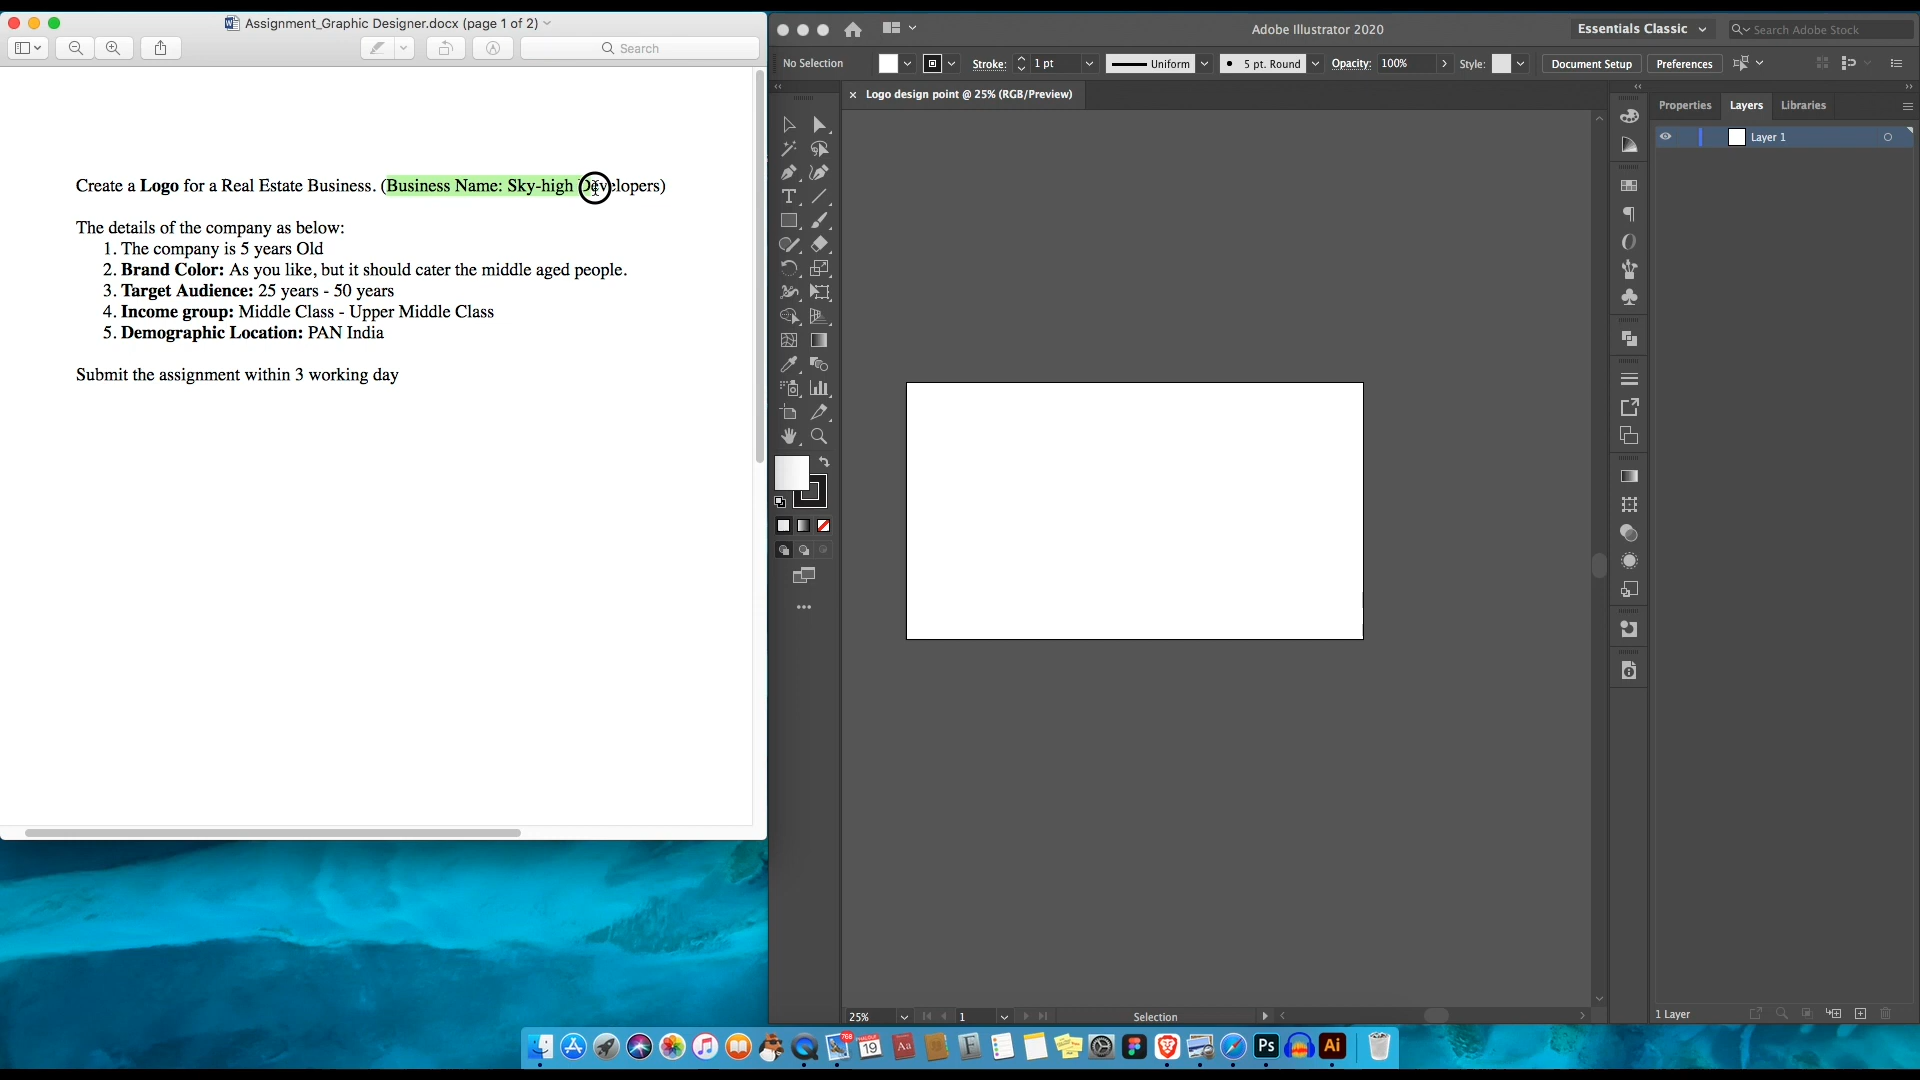 Assignment_Graphic Designer.docx (page 1 of 2)
Search
Create a Logo for a Real Estate Business. (Business Name: Sky-high Developers)
The details of the company as below:
1. The company is 5 years Old
2. Brand Color: As you like, but it should cater the middle aged people.
3. Target Audience: 25 years - 50 years
4. Income group: Middle Class - Upper Middle Class
5. Demographic Location: PAN India
Submit the assignment within 3 working day
Adobe Illustrator 2020
Essentials Classic
Search Adobe Stock
No Selection
Stroke:
1 pt
Uniform
5 pt. Round
Opacity:
100%
Style:
Document Setup
Preferences
× Logo design point @ 25% (RGB/Preview)
Properties
Layers
Libraries
Layer 1
25%
1
Selection
1 Layer
768
19
Aa
Ps
Ai